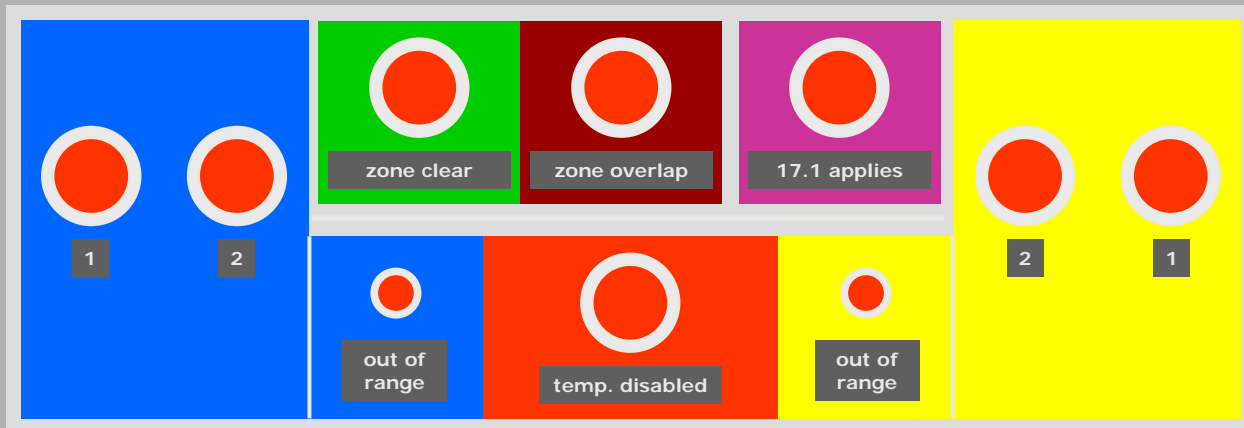 zone clear
zone overlap
17.1 applies
1
2
2
1
out of
range
temp. disabled
out of
range